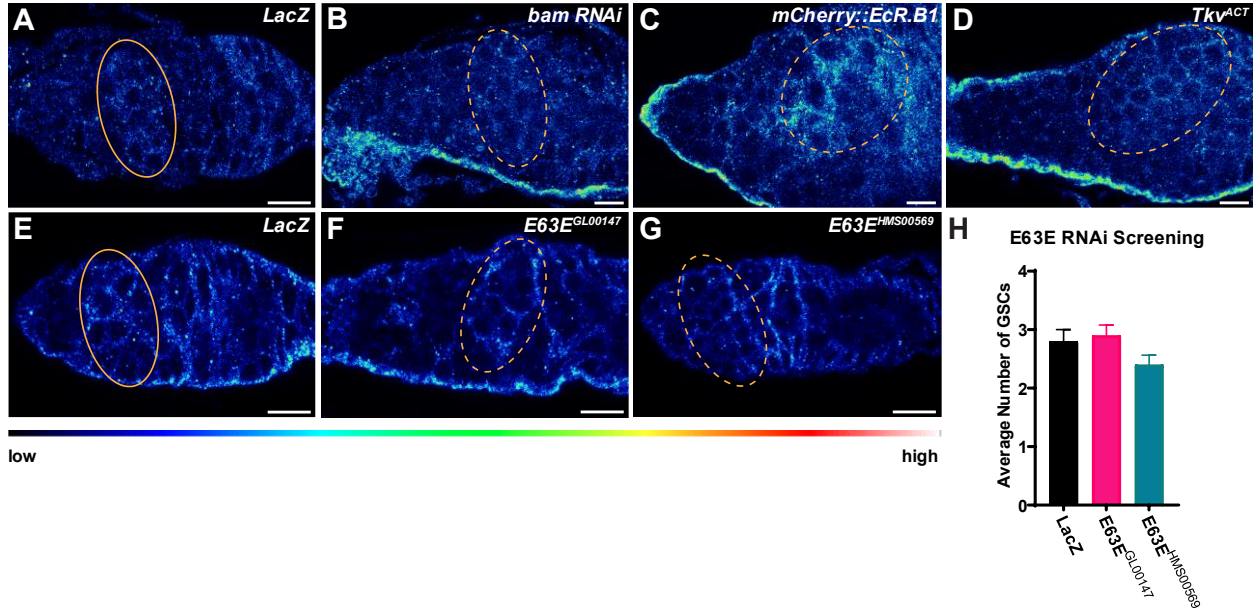 A LacZ
B bam RNAi
C mCherry::EcR.B1
D Tkv^ACT
E LacZ
F E63E^GL00147
G E63E^HMS00569
H
E63E RNAi Screening
Average Number of GSCs
4
3
2
1
0
LacZ
E63E^GL00147
E63E^HMS00569
low high